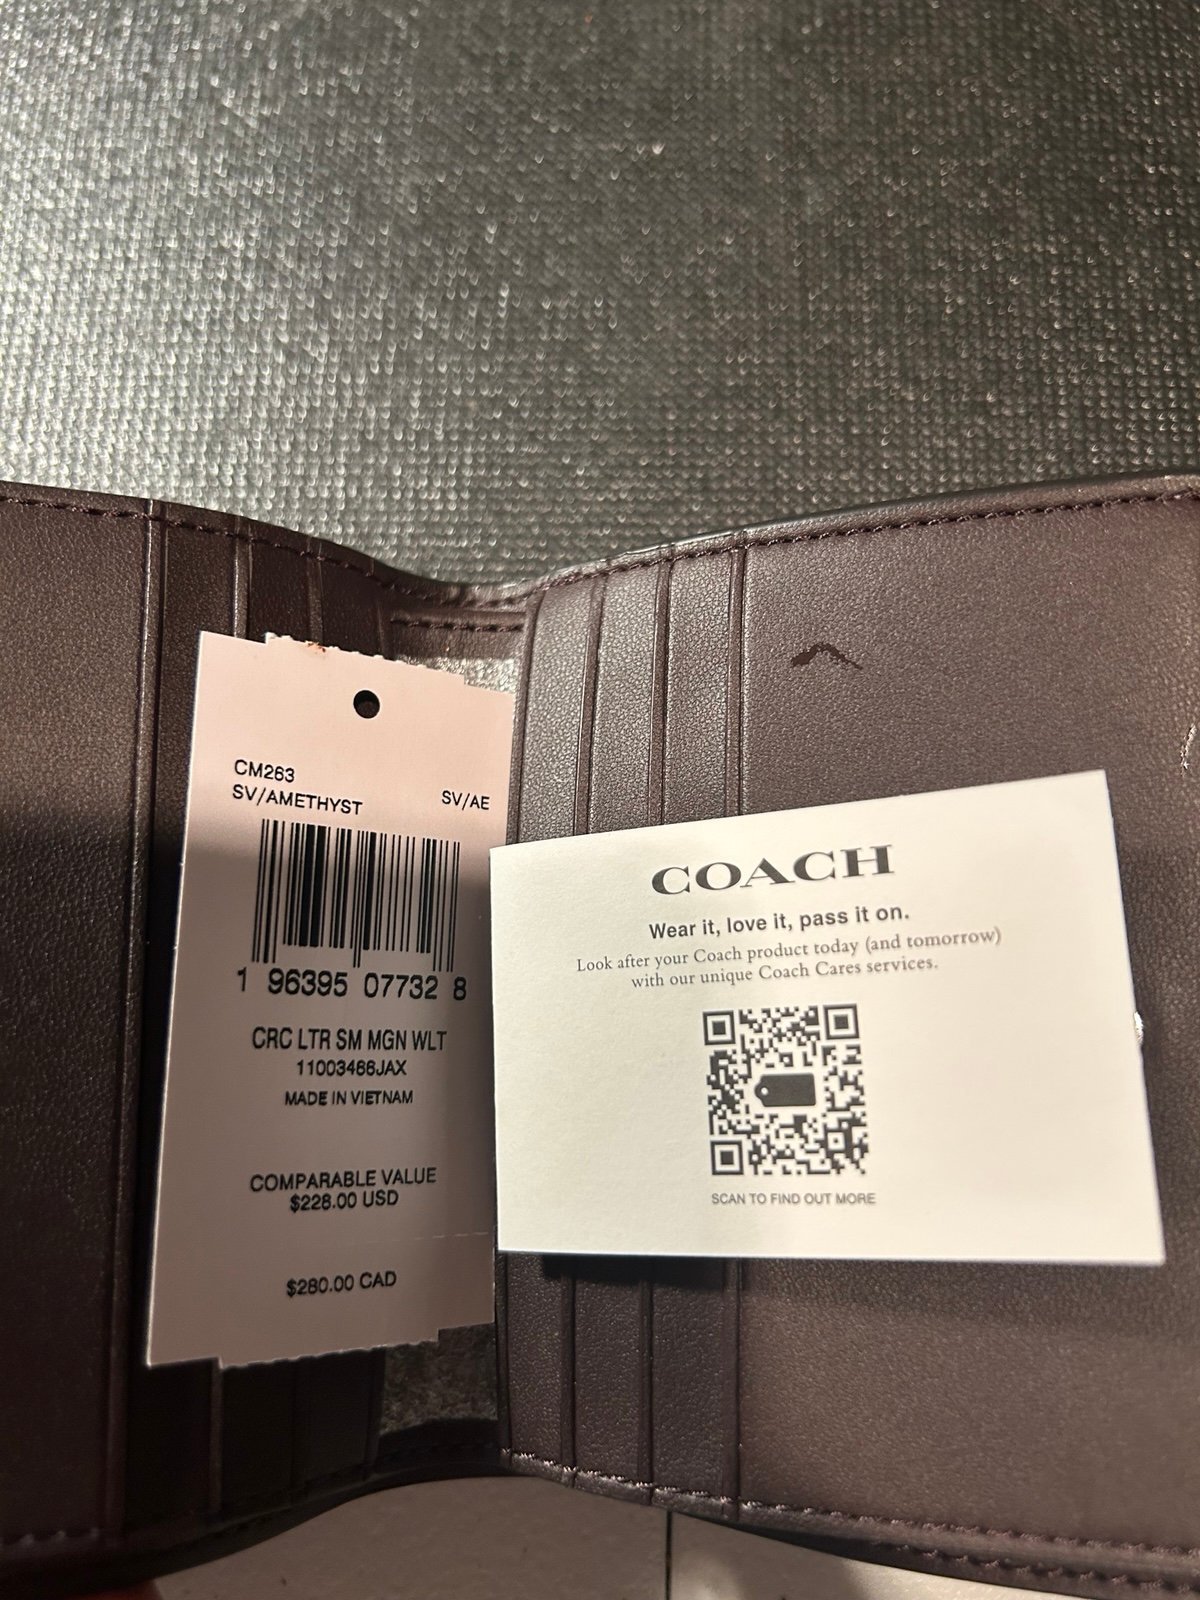 CM263
SV/AMETHYST SV/AE
1 96395 07732 8
CRC LTR SM MGN WLT
11003466JAX
MADE IN VIETNAM
COMPARABLE VALUE
$228.00 USD
$280.00 CAD
COACH
Wear it, love it, pass it on.
Look after your Coach product today (and tomorrow)
with our unique Coach Cares services.
SCAN TO FIND OUT MORE